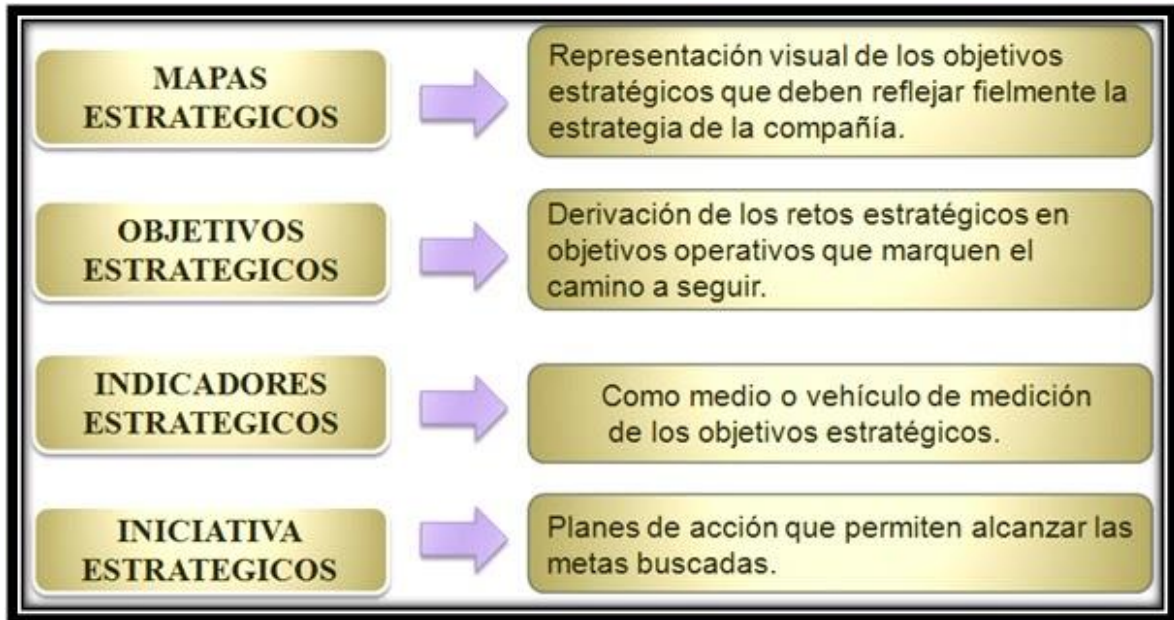 MAPAS
ESTRATEGICOS
Representación visual de los objetivos
estratégicos que deben reflejar fielmente la
estrategia de la compañía.
OBJETIVOS
ESTRATEGICOS
Derivación de los retos estratégicos en
objetivos operativos que marquen el
camino a seguir.
INDICADORES
ESTRATEGICOS
Como medio o vehículo de medición
de los objetivos estratégicos.
INICIATIVA
ESTRATEGICOS
Planes de acción que permiten alcanzar las
metas buscadas.